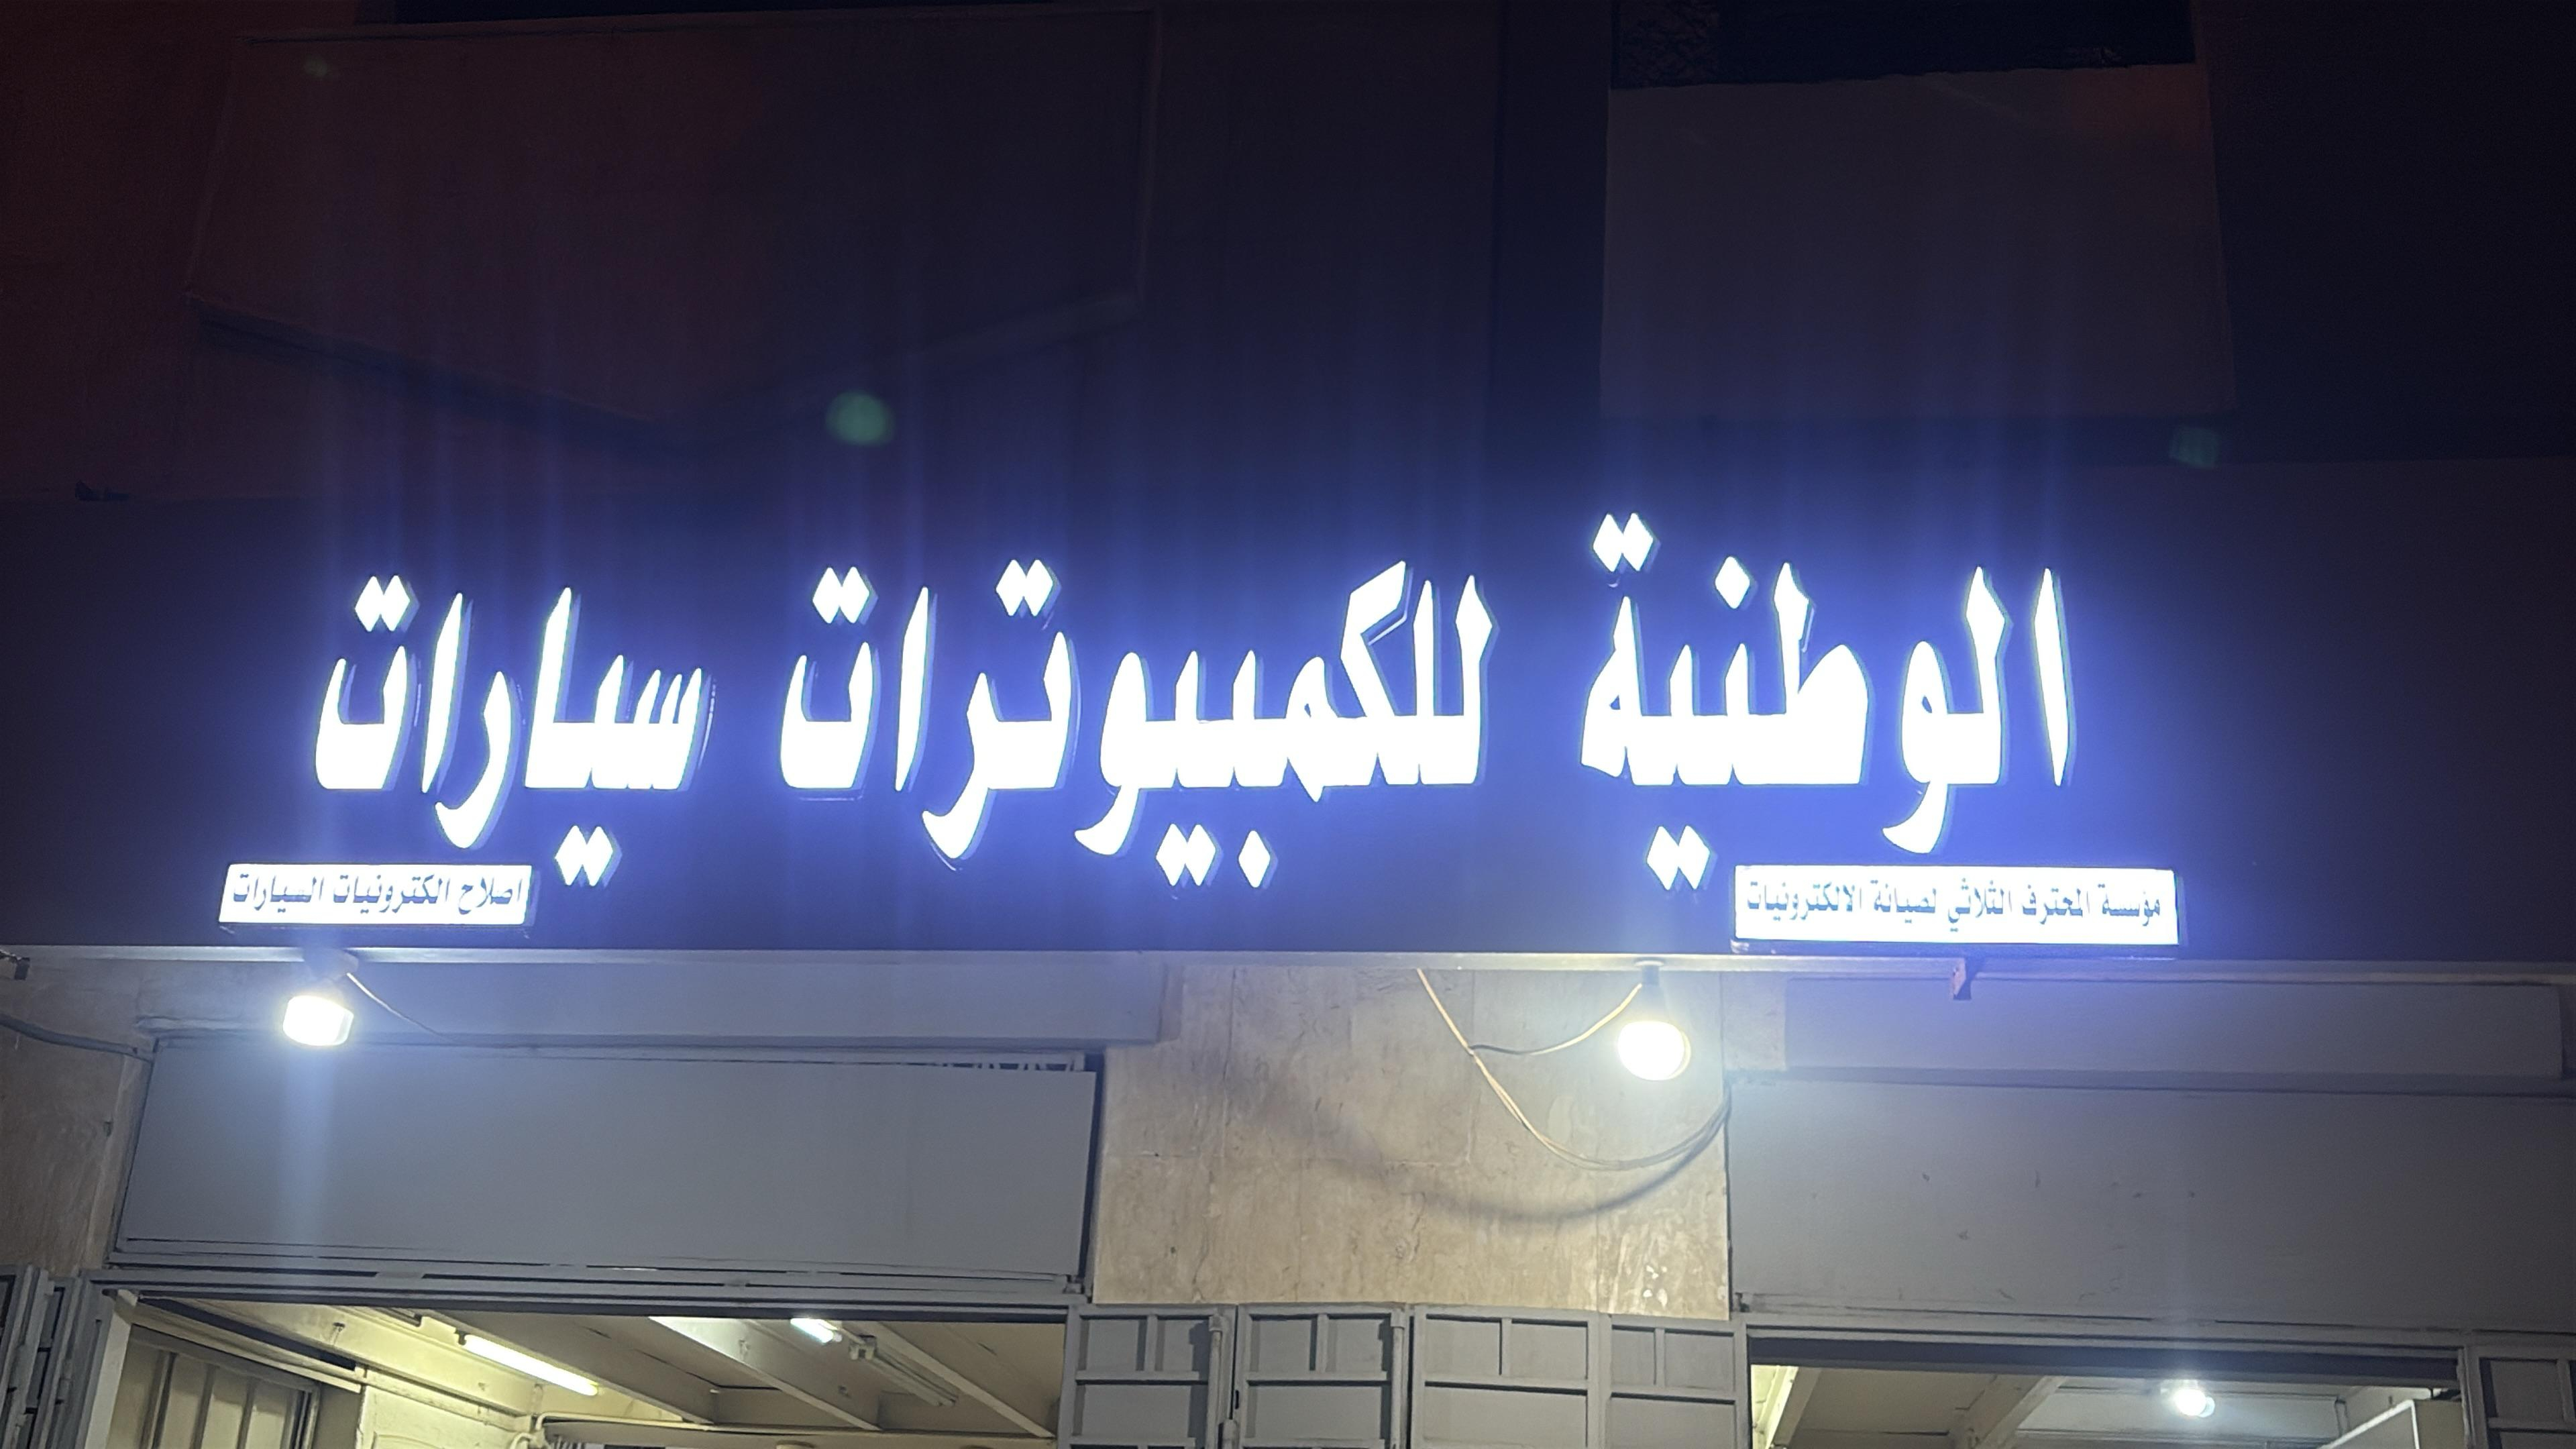 الوطنية للكمبيوترات سيارات
مؤسسة المحترف الثلاثي لصيانة الالكترونيات
اصلاح الكترونيات السيارات